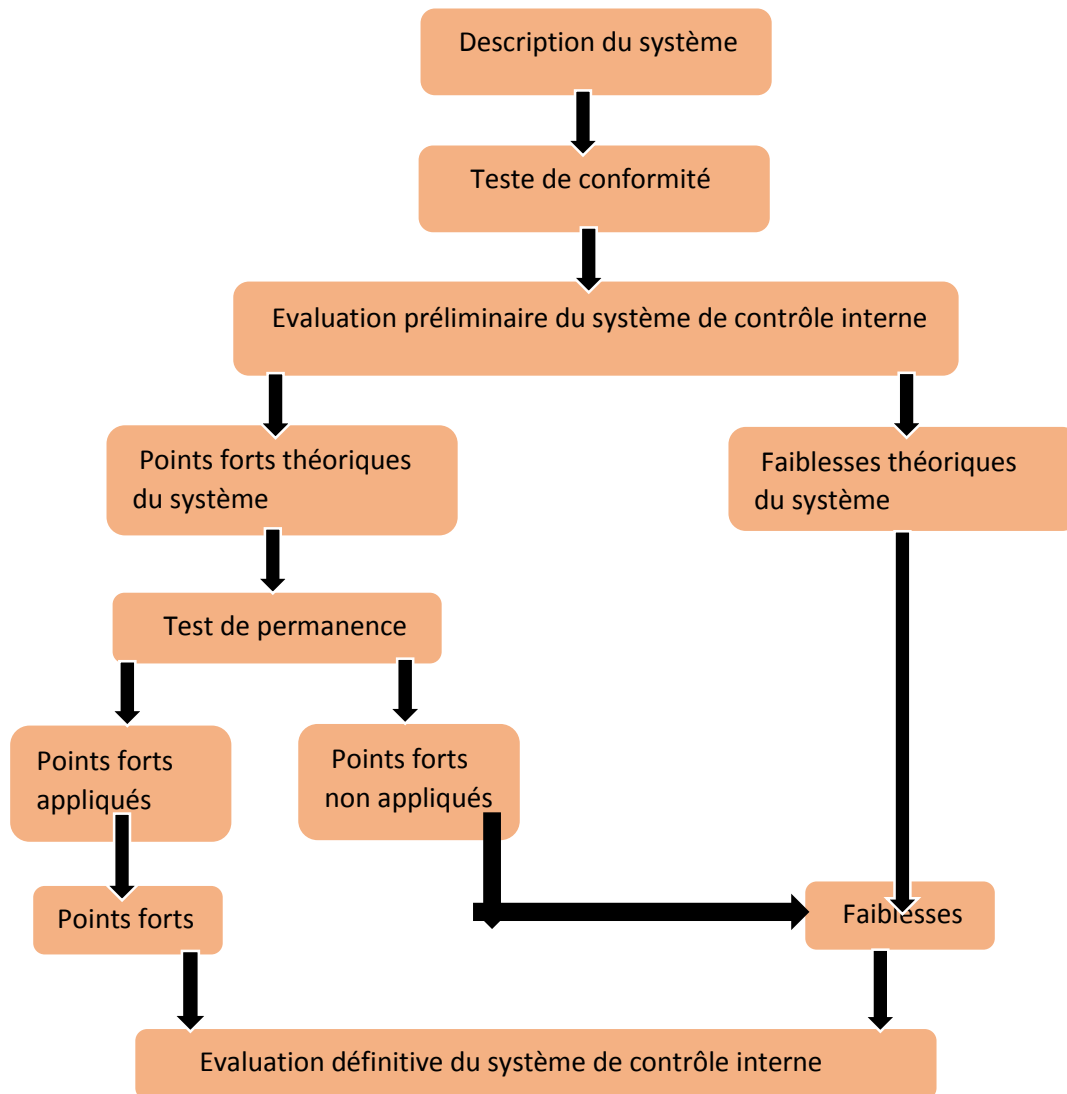 Description du système
Teste de conformité
Evaluation préliminaire du système de contrôle interne
Points forts théoriques
du système
Faiblesses théoriques
du système
Test de permanence
Points forts
appliqués
Points forts
non appliqués
Points forts
Faiblesses
Evaluation définitive du système de contrôle interne